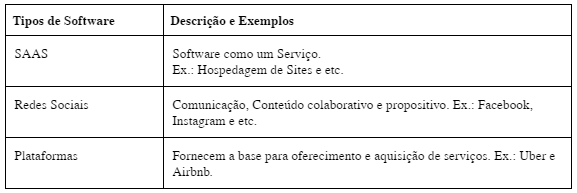 Tipos de Software
Descrição e Exemplos
SAAS
Software como um Serviço.
Ex.: Hospedagem de Sites e etc.
Redes Sociais
Comunicação, Conteúdo colaborativo e propositivo. Ex.: Facebook,
Instagram e etc.
Plataformas
Fornecem a base para oferecimento e aquisição de serviços. Ex.: Uber e
Airbnb.